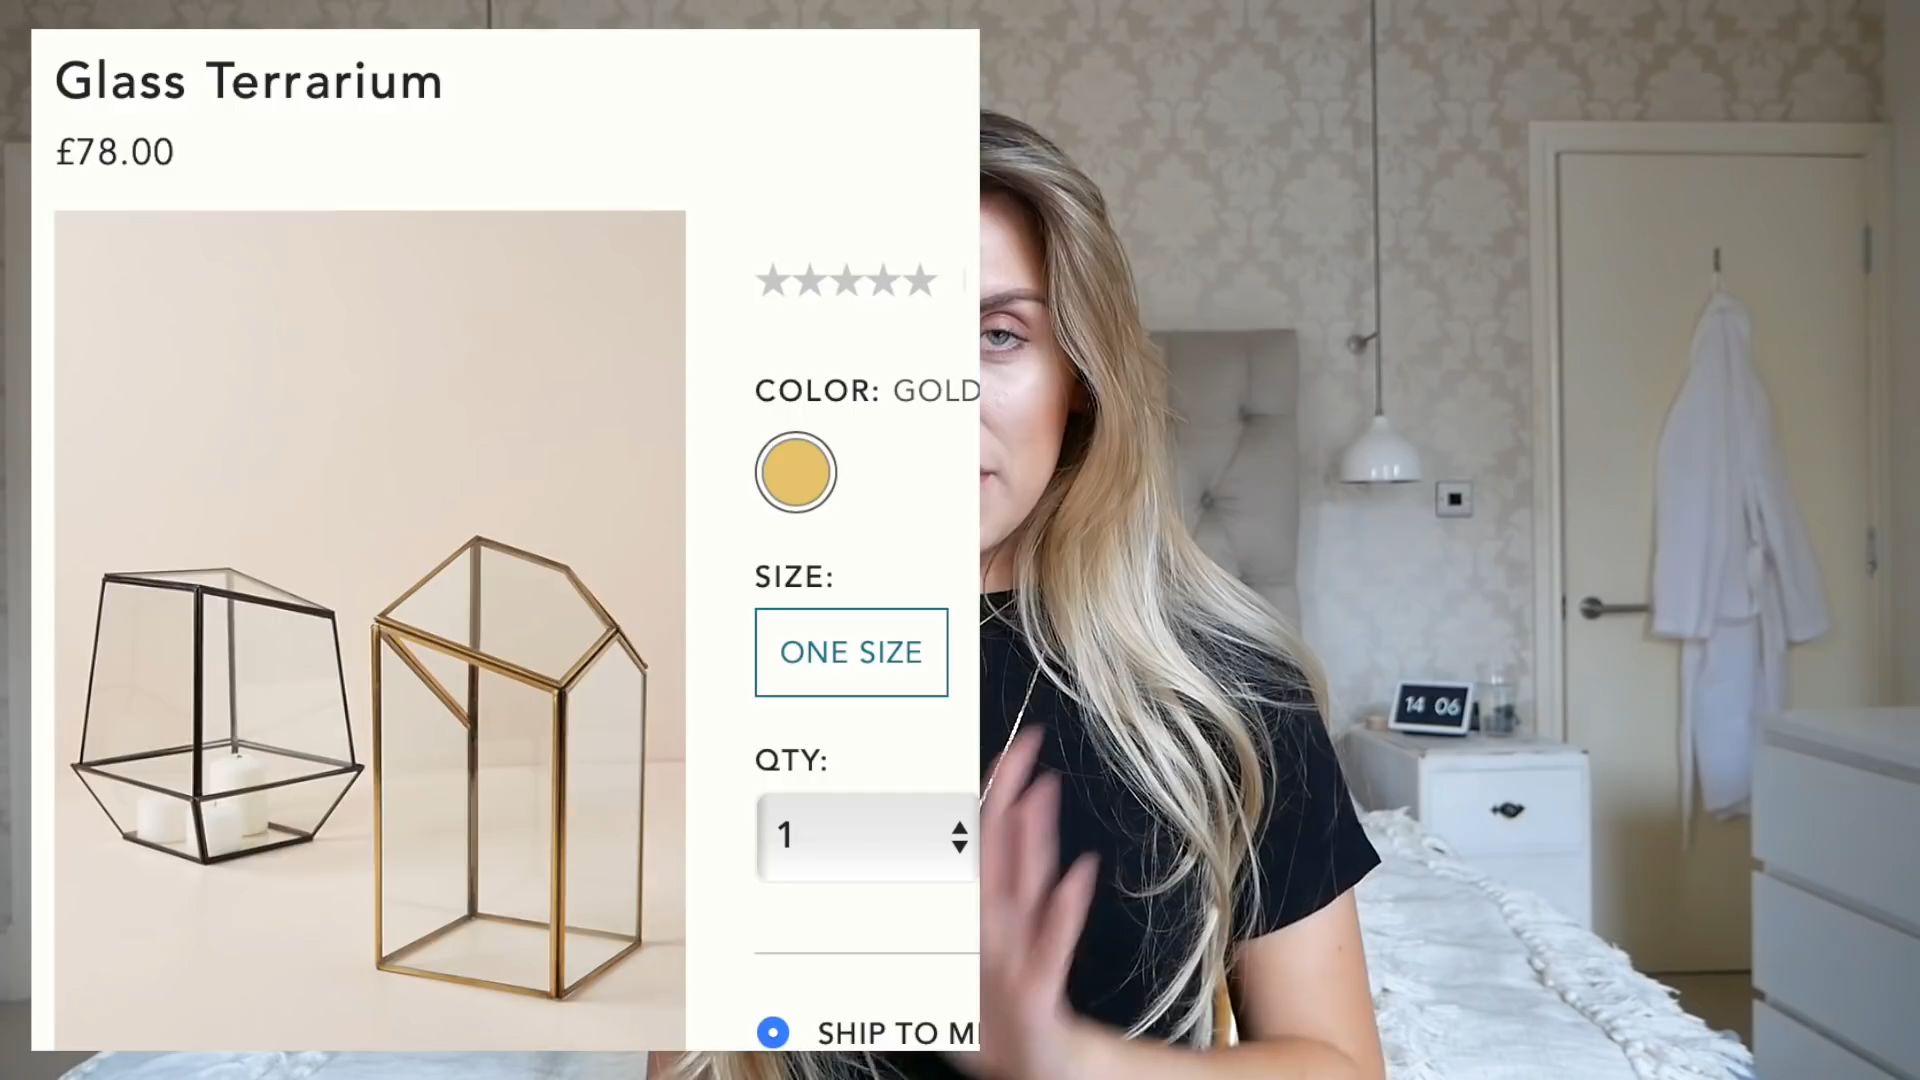 Glass Terrarium
£78.00
COLOR: GOLD
SIZE:
ONE SIZE
QTY:
1
SHIP TO M
14 06